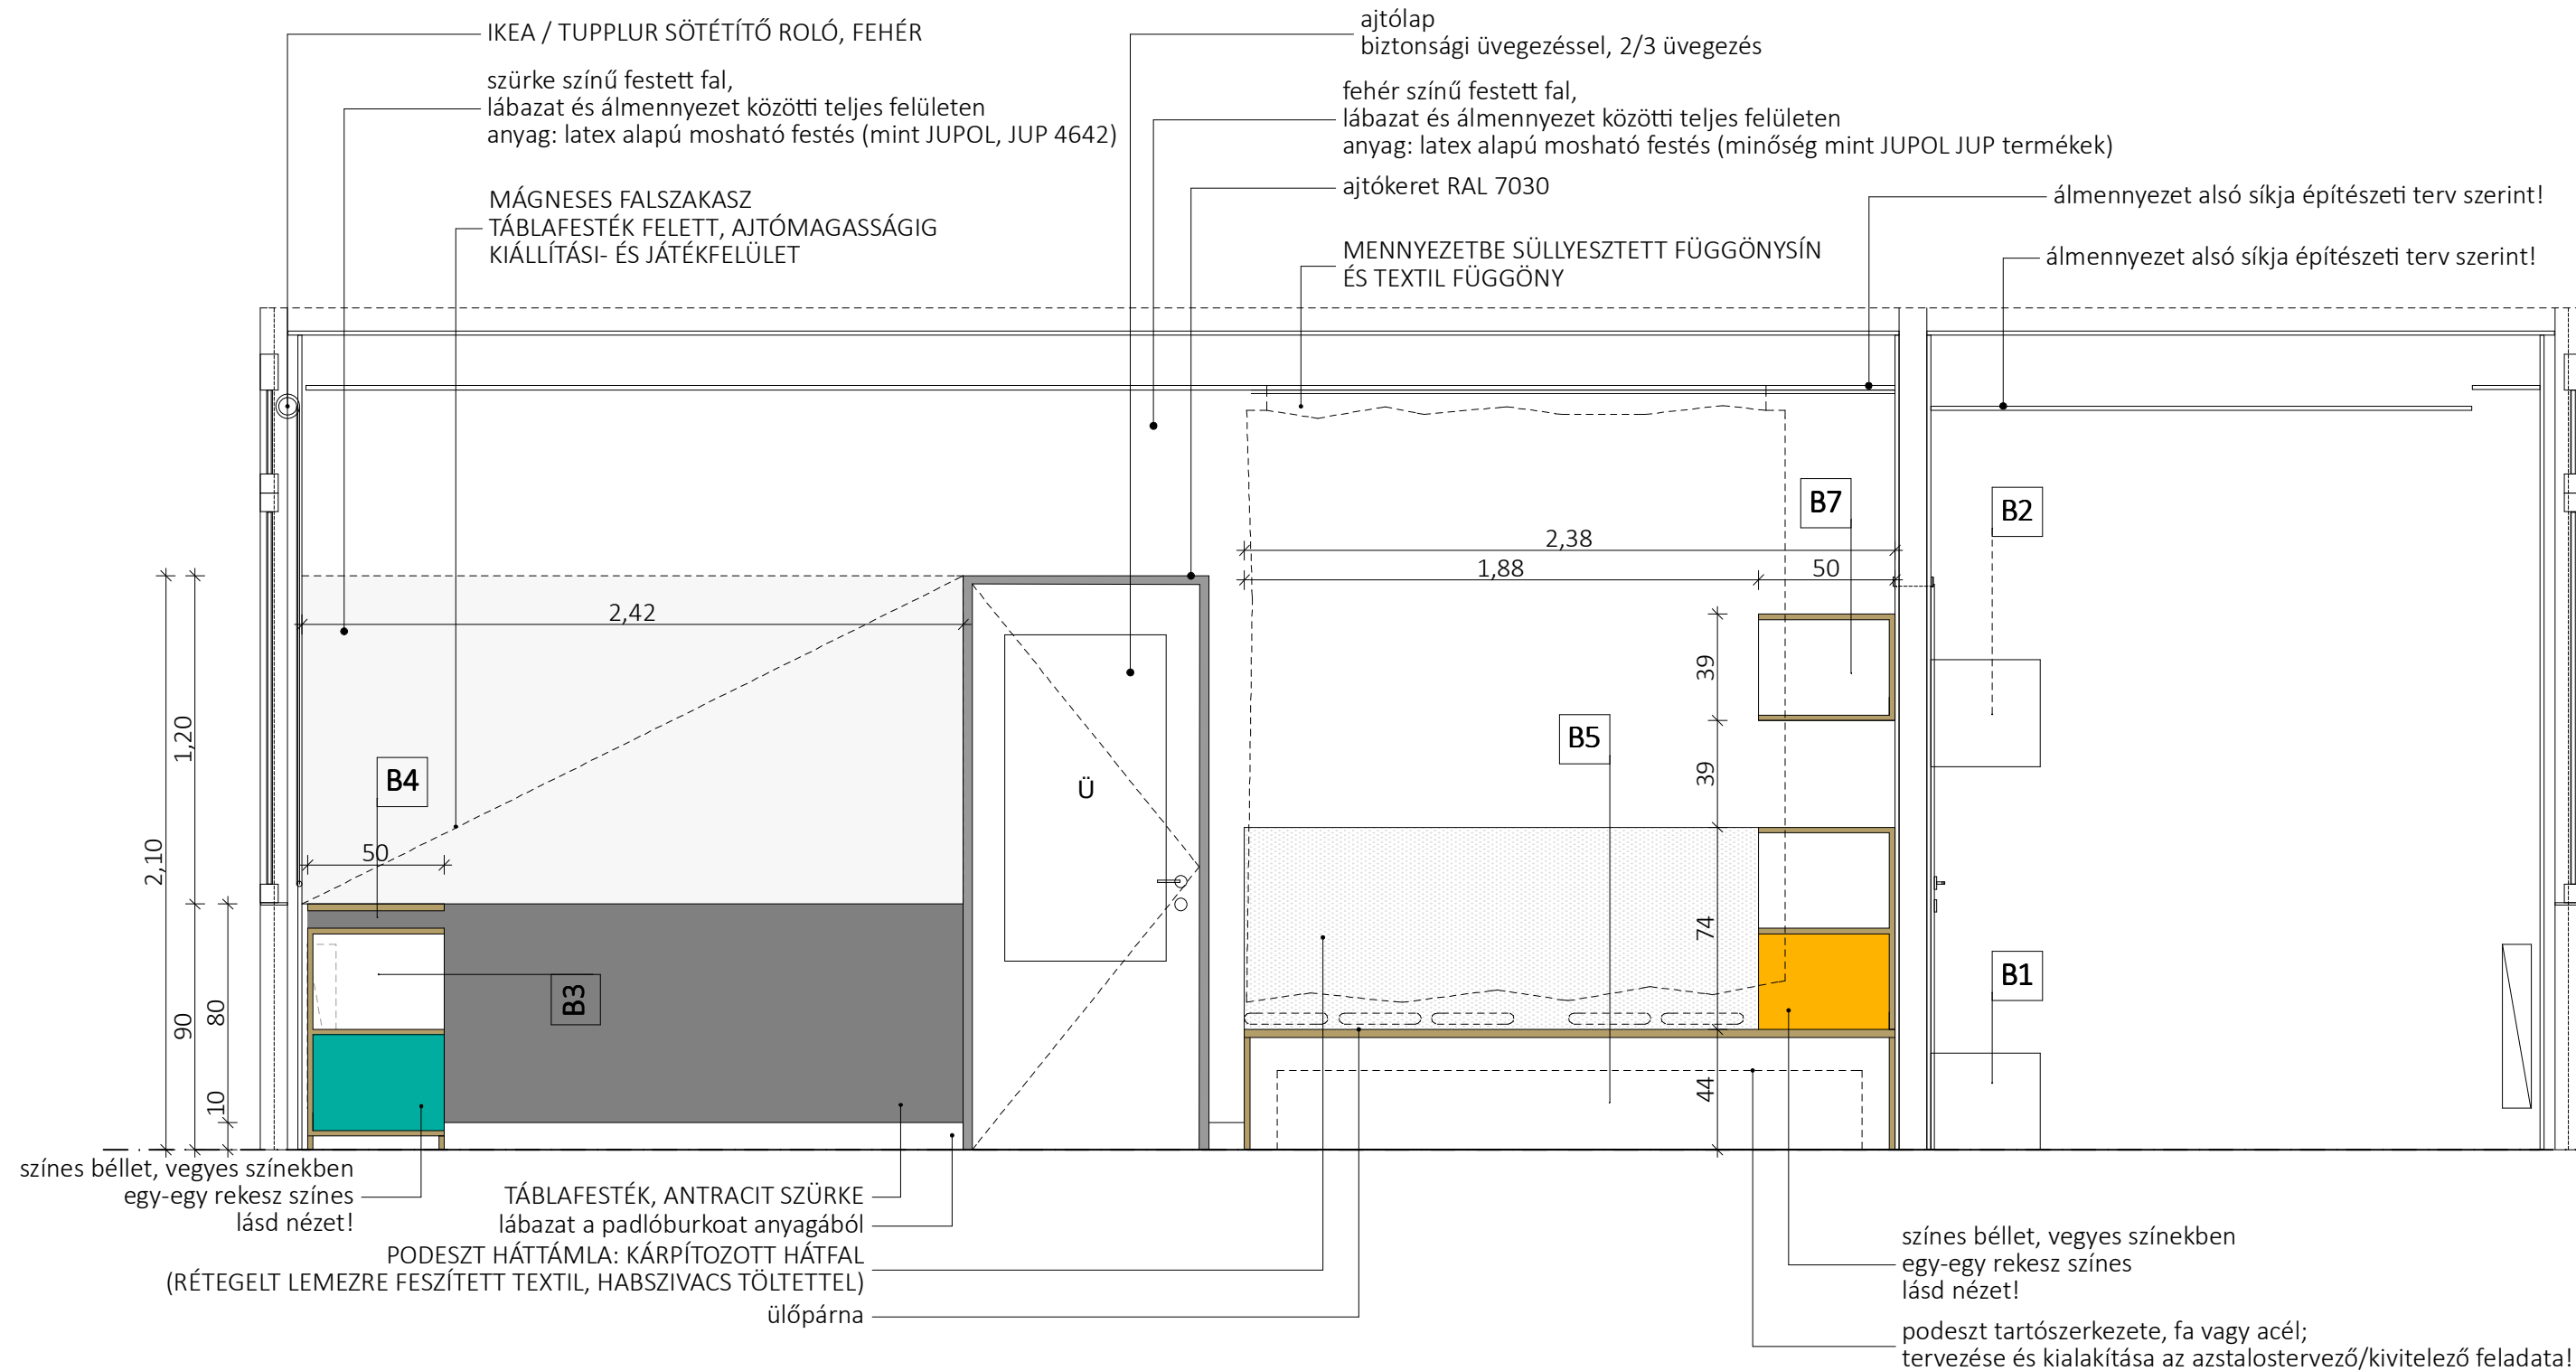 IKEA / TUPPLUR SÖTÉTÍTŐ ROLÓ, FEHÉR
szürke színű festett fal,
lábazat és álmennyezet közötti teljes felületen
anyag: latex alapú mosható festés (mint JUPOL, JUP 4642)
MÁGNESES FALSZAKASZ
TÁBLAFESTÉK FELETT, AJTÓMAGASSÁGIG
KIÁLLÍTÁSI- ÉS JÁTÉKFELÜLET
ajtólap
biztonsági üvegezéssel, 2/3 üvegezés
fehér színű festett fal,
lábazat és álmennyezet közötti teljes felületen
anyag: latex alapú mosható festés (minőség mint JUPOL JUP termékek)
ajtókeret RAL 7030
MENNYEZETBE SÜLLYESZTETT FÜGGÖNYSÍN
ÉS TEXTIL FÜGGÖNY
álmennyezet alsó síkja építészeti terv szerint!
álmennyezet alsó síkja építészeti terv szerint!
B7
B2
2,38
1,88
50
2,42
39
1,20
B5
39
B4
Ü
50
2,10
74
B3
B1
90
80
10
44
színes béllet, vegyes színekben
egy-egy rekesz színes
lásd nézet!
TÁBLAFESTÉK, ANTRACIT SZÜRKE
lábazat a padlóburkoat anyagából
PODESZT HÁTTÁMLA: KÁRPÍTOZOTT HÁTFAL
(RÉTEGELT LEMEZRE FESZÍTETT TEXTIL, HABSZIVACS TÖLTETTEL)
ülőpárna
színes béllet, vegyes színekben
egy-egy rekesz színes
lásd nézet!
podeszt tartószerkezete, fa vagy acél;
tervezése és kialakítása az azstalostervező/kivitelező feladata!